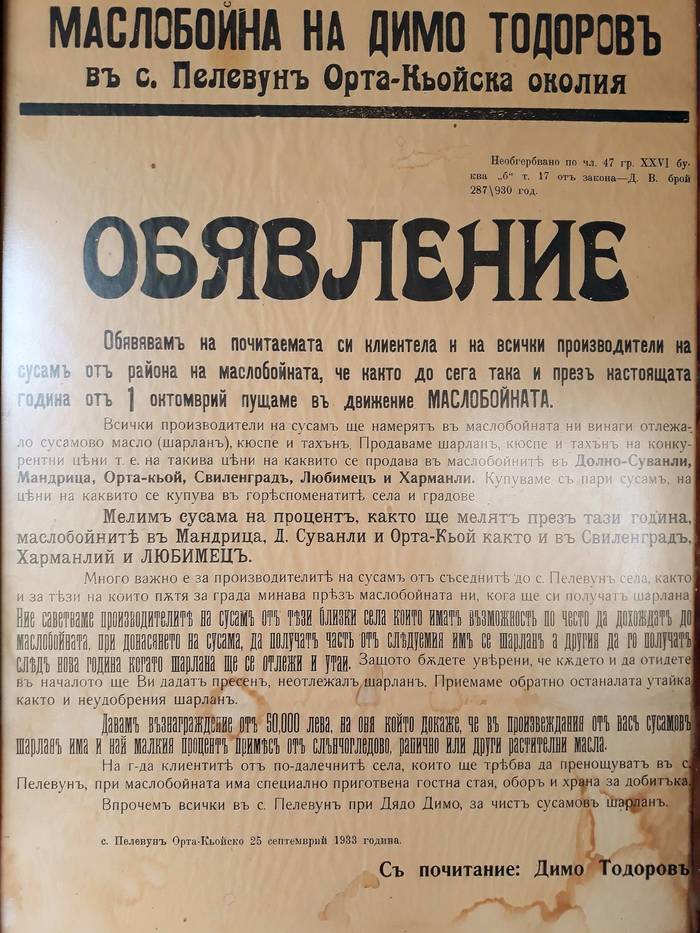 МАСЛОБОЙНА НА ДИМО ТОДОРОВЪ
въ с. Пелевунъ Орта-Кьойска околия
Необгербвано по чл. 47 гр. XXVI бу-
ква „б“ т. 17 отъ закона—Д. В. брой
287\930 год.
ОБЯВЛЕНИЕ
Обявявамъ на почитаемата си клиентела н на всички производители на
сусамъ отъ района на маслобойната, че както до сега така и презъ настоящата
година отъ 1 октомврий пущаме въ движение МАСЛОБОЙНАТА.
Всички производители на сусамъ ще намерятъ въ маслобойната ни винаги отлежа-
ло сусамово масло (шарланъ), кюспе и тахънъ. Продаваме шарланъ, кюспе и тахънъ на конку-
рентни цѣни т. е. на такива цѣни на каквито се продава въ маслобойнитѣ въ Долно-Суванли,
Мандрица, Орта-кьой, Свиленградъ, Любимецъ и Харманли. Купуваме съ пари сусамъ, на
цѣни на каквито се купува въ горѣспоменатитѣ села и градове
Мелимъ сусама на процентъ, както ще мелятъ презъ тази година,
маслобойнитѣ въ Мандрица, Д. Суванли и Орта-Кьой както и въ Свиленградъ,
Харманлий и ЛЮБИМЕЦЪ.
Много важно е за производителитѣ на сусамъ отъ съседнитѣ до с. Пелевунъ села, както
и за тѣзи на които пѫтя за града минава прѣзъ маслобойната ни, кога ще си получатъ шарлана
Ние саветваме производителитѣ на сусамъ отъ тѣзи близки села които иматъ възможность по често да дохождатъ до
маслобойната, при донасянето на сусама, да получатъ часть отъ следуемия имъ се шарланъ а другия да го получатъ
слѣдъ нова година когато шарлана ще се отлежи и утаи. Защото бѫдете увѣрени, че кѫдето и да отидете
въ началото ще Ви дадатъ пресенъ, неотлежалъ шарланъ. Приемаме обратно останалата утайка
както и неудобрения шарланъ.
Давамъ възнаграждение отъ 50,000 лева, на оня който докаже, че въ произвеждания отъ насъ сусамовъ
шарланъ има и най малкия процентъ примѣсъ отъ слънчогледово, рапично или други растителни масла.
На г-да клиентитѣ отъ по-далечнитѣ села, които ще трѣбва да пренощуватъ въ с.
Пелевунъ, при маслобойната има специално приготвена гостна стая, оборъ и храна за добитъка.
Впрочемъ всички въ с. Пелевунъ при Дядо Димо, за чистъ сусамовъ шарланъ.
с. Пелевунъ Орта-Кьойско 25 септемврий 1933 година.
Съ почитание: Димо Тодоровъ